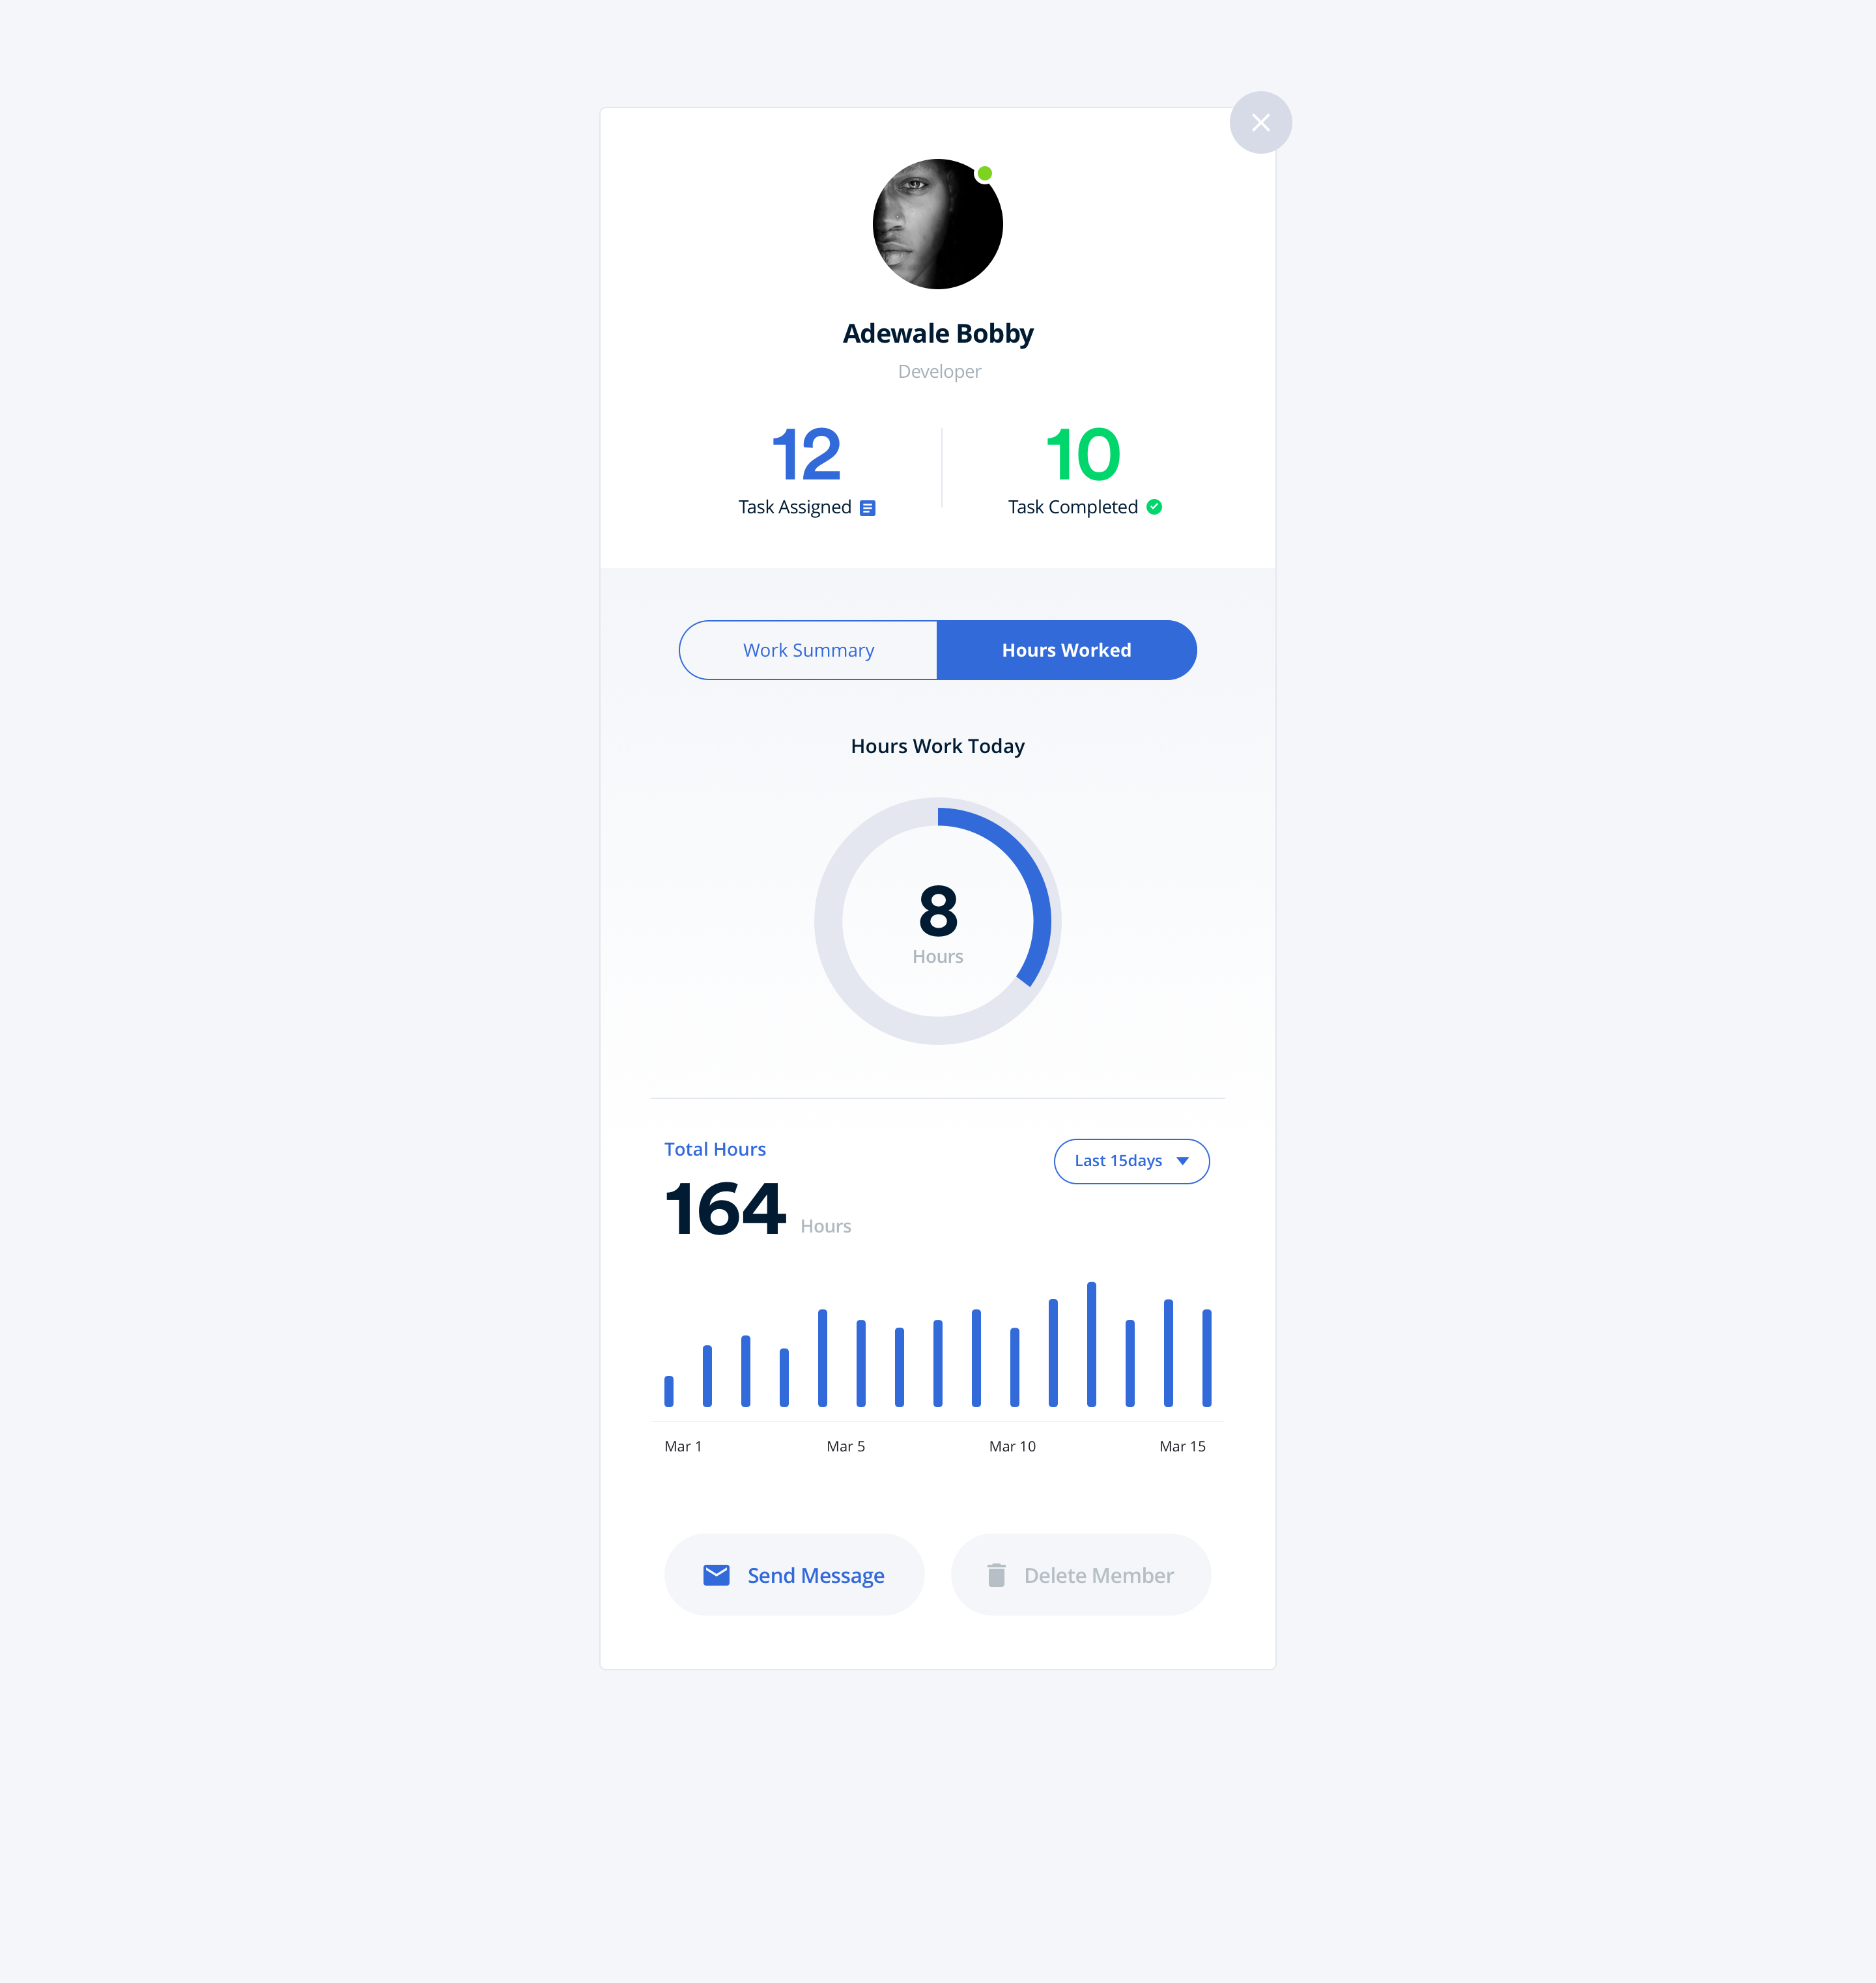 Adewale Bobby
Developer
12
Task Assigned
10
Task Completed
Work Summary
Hours Worked
Hours Work Today
8
Hours
Total Hours
164 Hours
Last 15days
Mar 1 Mar 5 Mar 10 Mar 15
Send Message
Delete Member